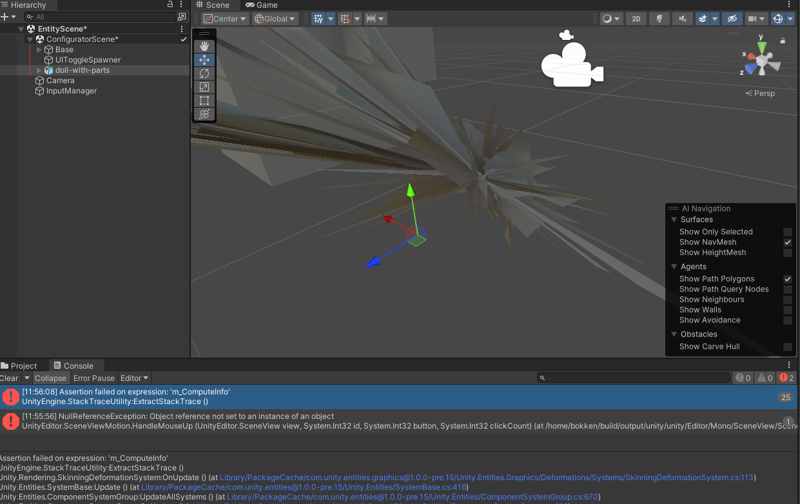 Hierarchy
Scene
Game
All
Center
Global
2D
EntityScene*
ConfiguratorScene*
Base
UIToggleSpawner
doll-with-parts
Camera
InputManager
y
x
z
Persp
AI Navigation
Surfaces
Show Only Selected
Show NavMesh
Show HeightMesh
Agents
Show Path Polygons
Show Path Query Nodes
Show Neighbours
Show Walls
Show Avoidance
Obstacles
Show Carve Hull
Project
Console
Clear
Collapse
Error Pause
Editor
0
0
2
[11:56:08] Assertion failed on expression: 'm_ComputeInfo'
UnityEngine.StackTraceUtility:ExtractStackTrace ()
25
[11:55:56] NullReferenceException: Object reference not set to an instance of an object
UnityEditor.SceneViewMotion.HandleMouseUp (UnityEditor.SceneView view, System.Int32 id, System.Int32 button, System.Int32 clickCount) (at /home/bokken/build/output/unity/unity/Editor/Mono/SceneView/
Assertion failed on expression: 'm_ComputeInfo'
UnityEngine.StackTraceUtility:ExtractStackTrace ()
Unity.Rendering.SkinningDeformationSystem:OnUpdate () (at Library/PackageCache/com.unity.entities.graphics@1.0.0-pre.15/Unity.Entities.Graphics/Deformations/Systems/SkinningDeformationSystem.cs:113)
Unity.Entities.SystemBase:Update () (at Library/PackageCache/com.unity.entities@1.0.0-pre.15/Unity.Entities/SystemBase.cs:418)
Unity.Entities.ComponentSystemGroup:UpdateAllSystems () (at Library/PackageCache/com.unity.entities@1.0.0-pre.15/Unity.Entities/ComponentSystemGroup.cs:670)